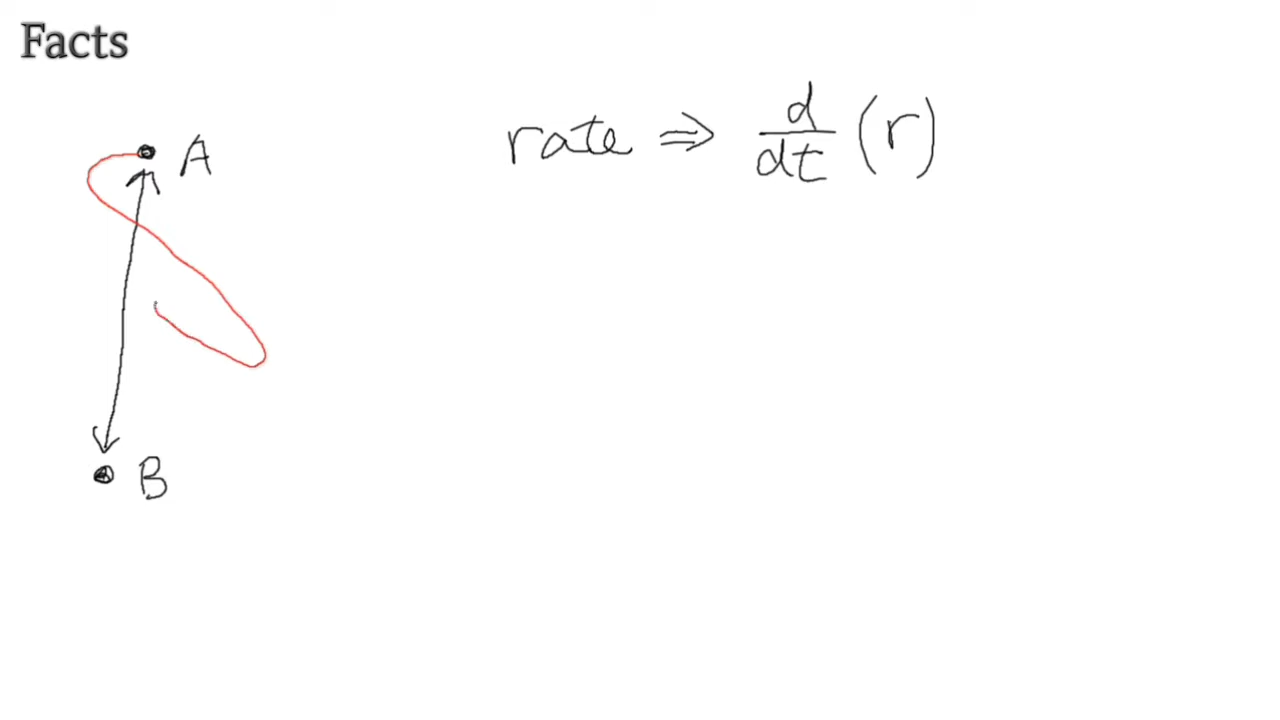 Facts
rate ⇒ d/dt (r)
A
B